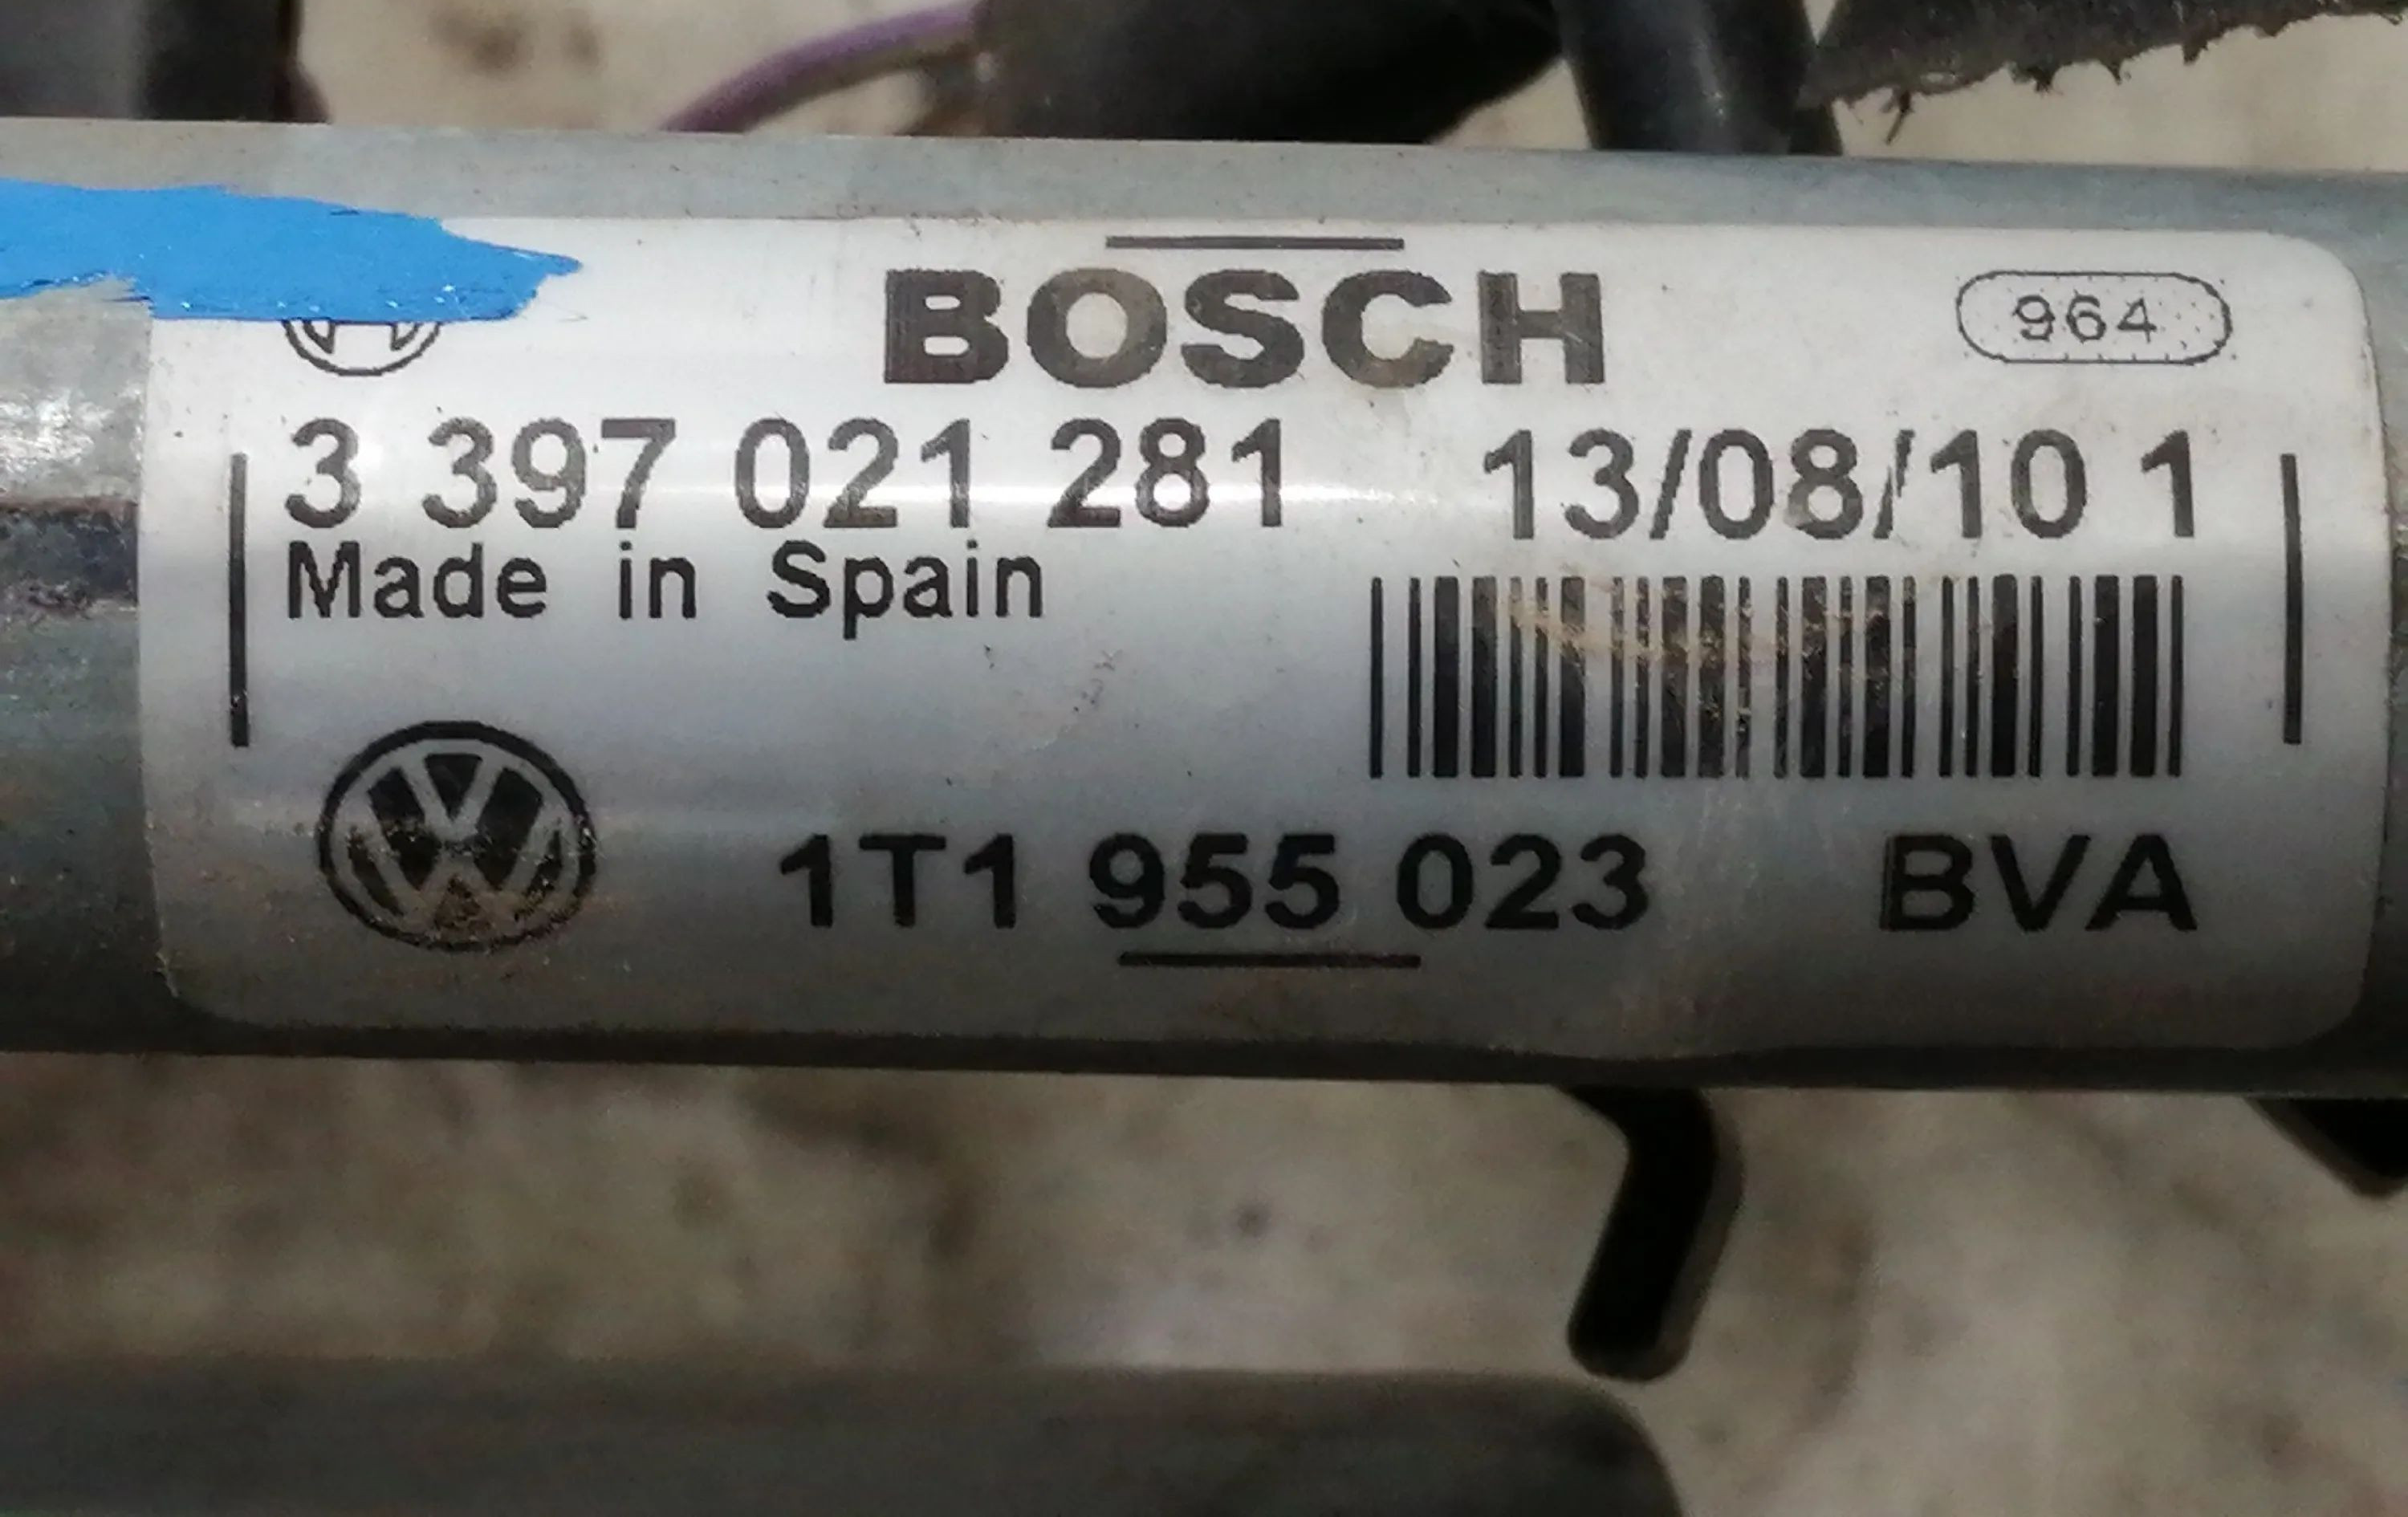 BOSCH
964
3 397 021 281 13/08/10 1
Made in Spain
1T1 955 023 BVA